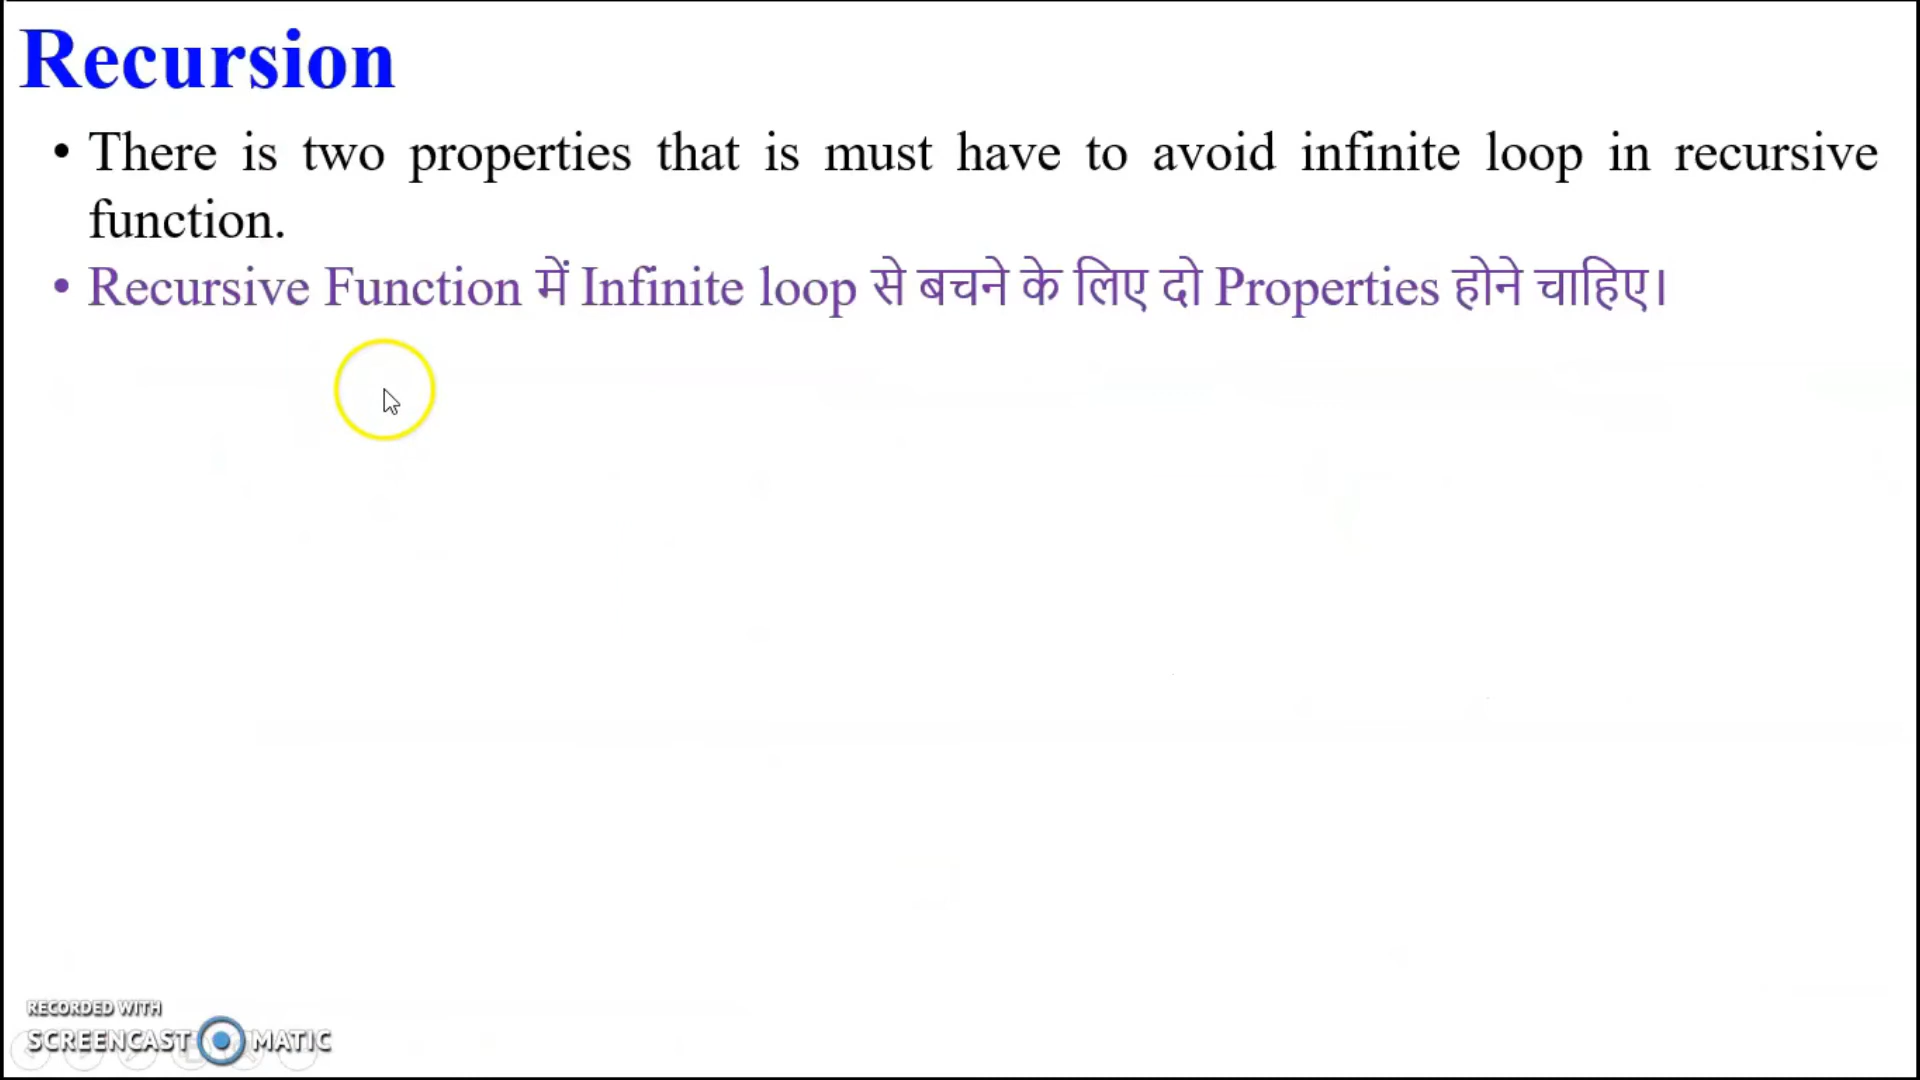 Recursion
• There is two properties that is must have to avoid infinite loop in recursive
function.
• Recursive Function में Infinite loop से बचने के लिए दो Properties होने चाहिए।
RECORDED WITH
SCREENCAST MATIC